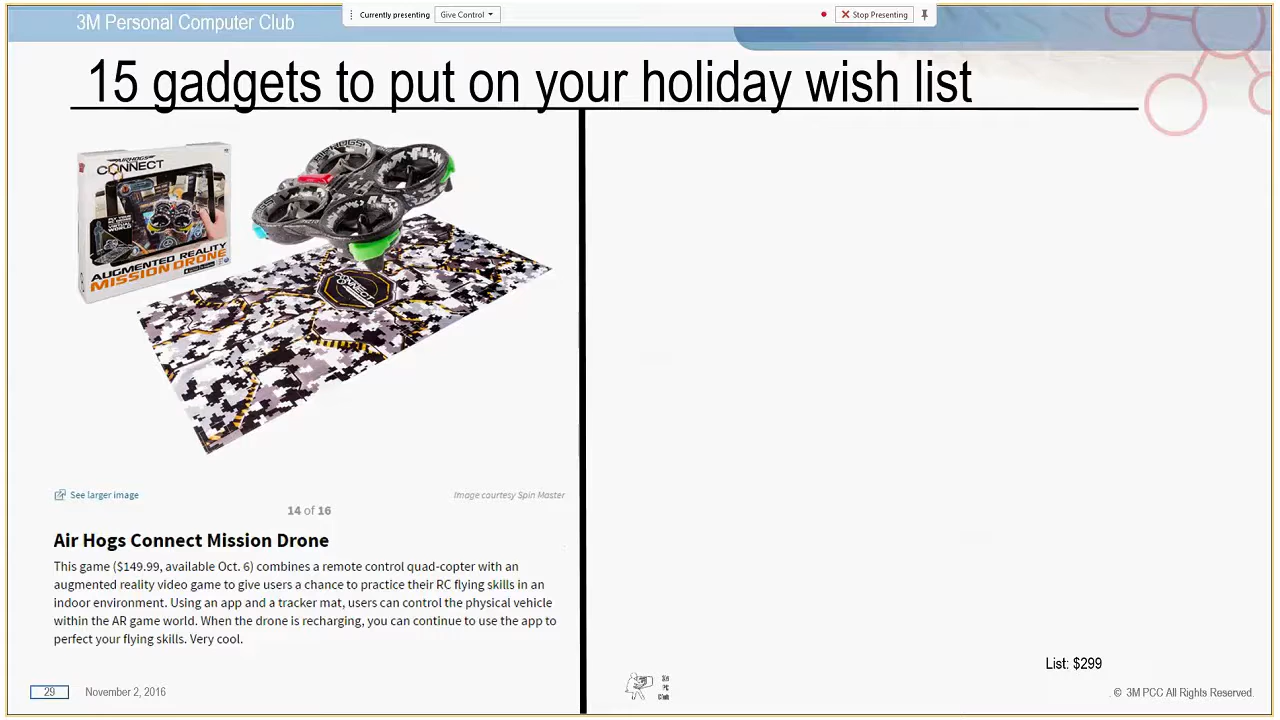 3M Personal Computer Club
Currently presenting
Give Control
Stop Presenting
15 gadgets to put on your holiday wish list
AIRHOGS
CONNECT
AUGMENTED REALITY
MISSION DRONE
AIRHOGS
CONNECT
See larger image
Image courtesy Spin Master
14 of 16
Air Hogs Connect Mission Drone
This game ($149.99, available Oct. 6) combines a remote control quad-copter with an
augmented reality video game to give users a chance to practice their RC flying skills in an
indoor environment. Using an app and a tracker mat, users can control the physical vehicle
within the AR game world. When the drone is recharging, you can continue to use the app to
perfect your flying skills. Very cool.
List: $299
29
November 2, 2016
© 3M PCC All Rights Reserved.